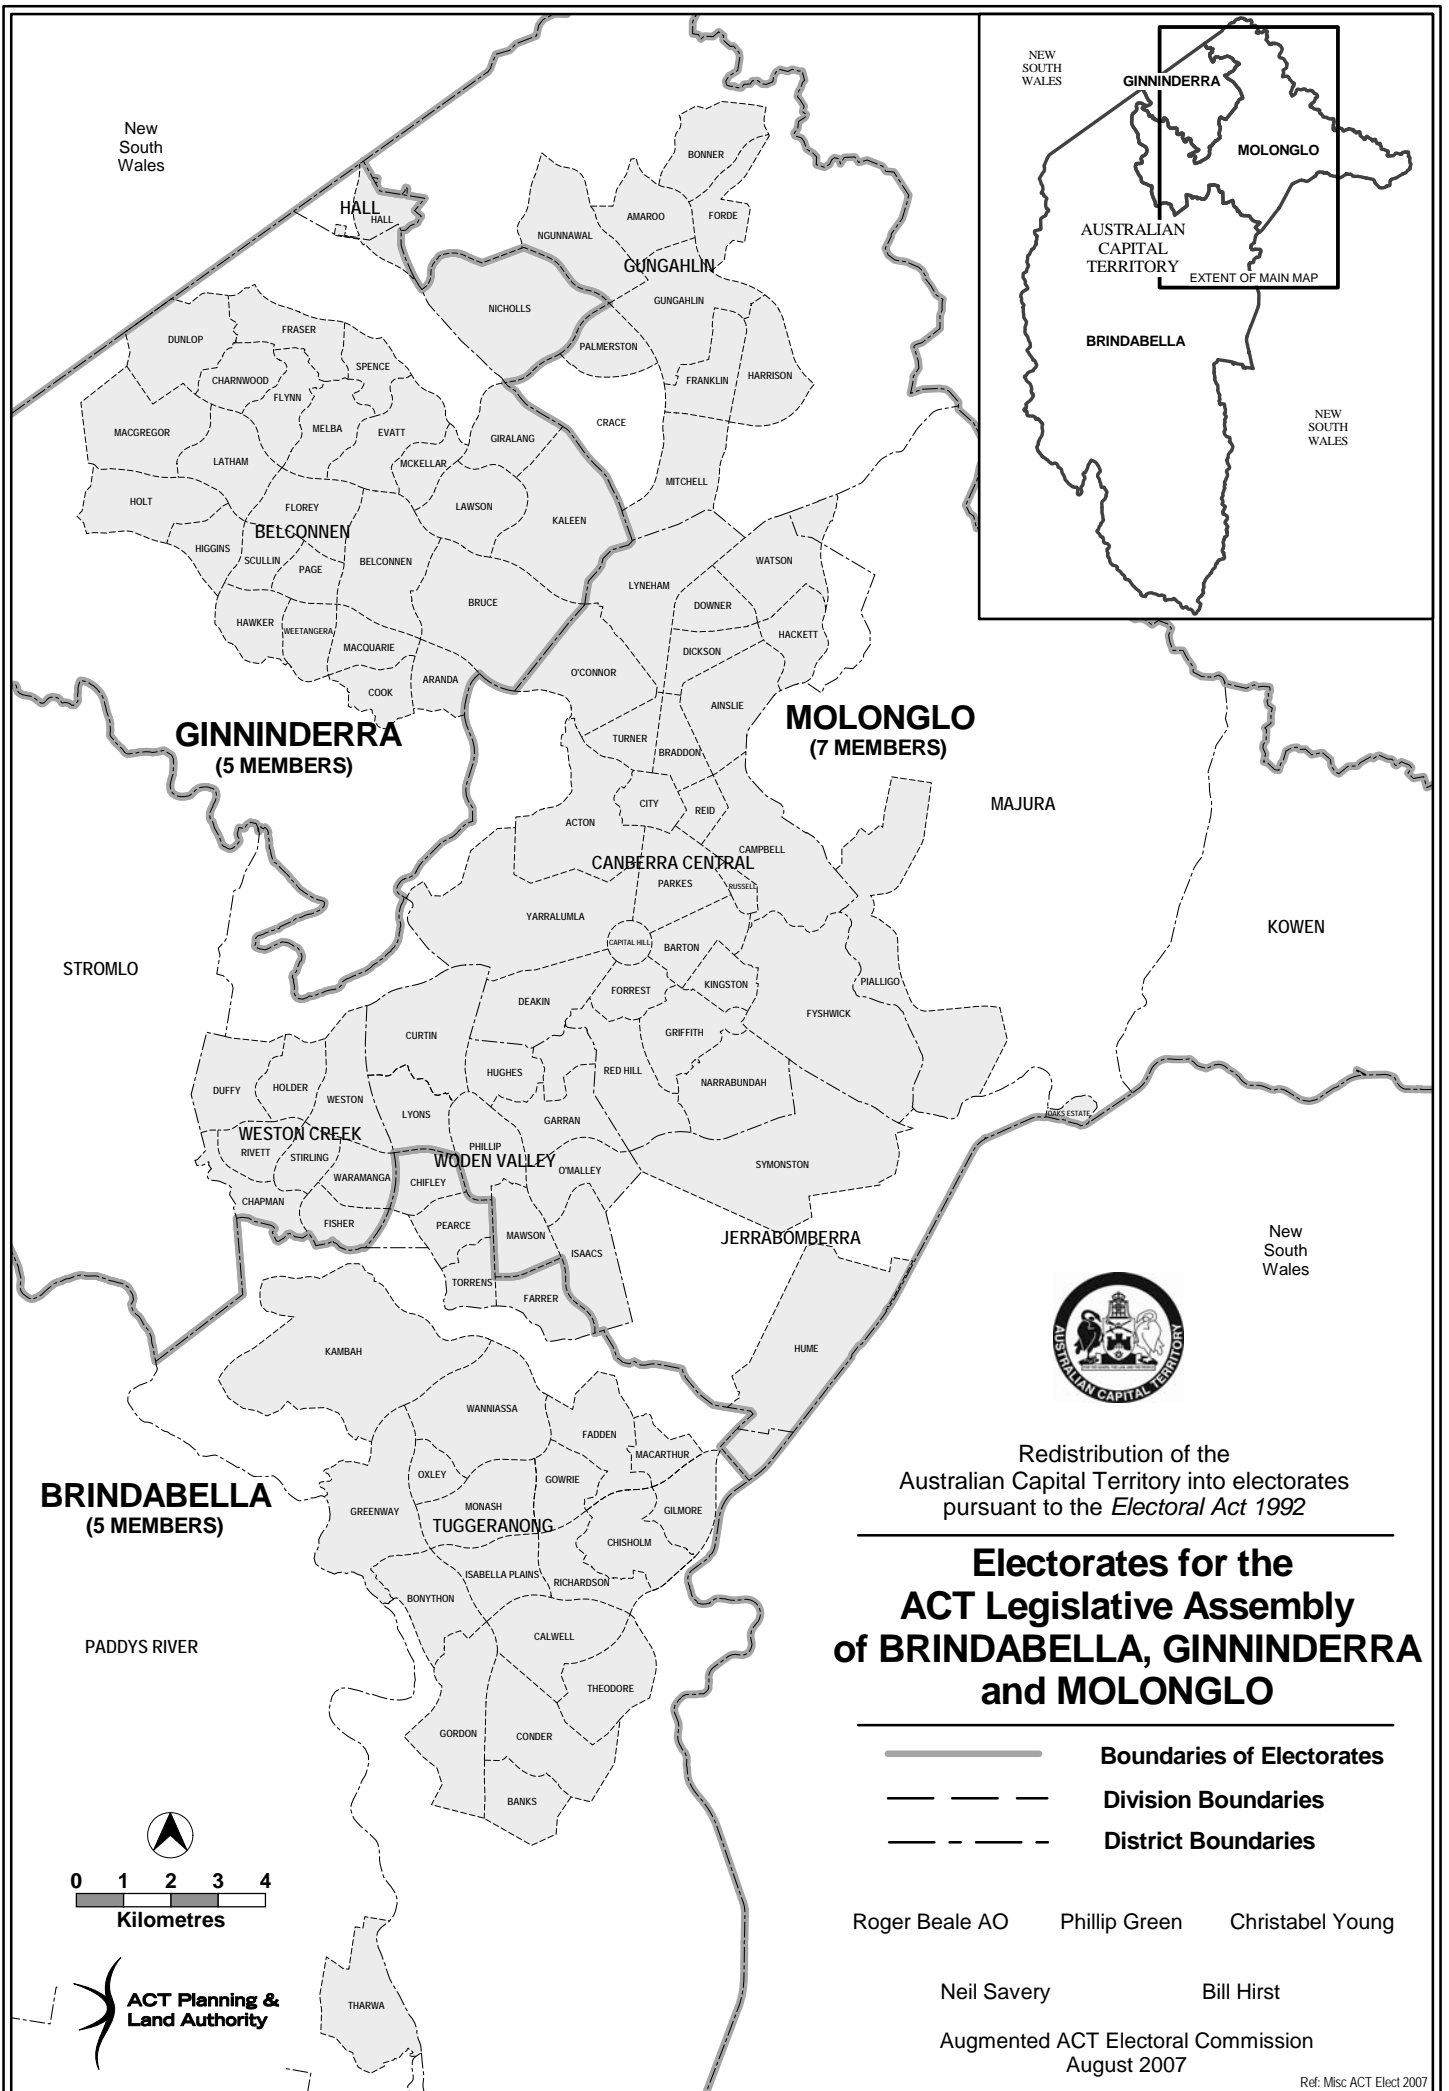 New
South
Wales
HALL
HALL
BONNER
AMAROO
FORDE
NGUNNAWAL
GUNGAHLIN
GUNGAHLIN
NICHOLLS
PALMERSTON
FRANKLIN
HARRISON
CRACE
MITCHELL
DUNLOP
FRASER
SPENCE
CHARNWOOD
FLYNN
MACGREGOR
MELBA
EVATT
GIRALANG
LATHAM
MCKELLAR
HOLT
FLOREY
LAWSON
KALEEN
BELCONNEN
HIGGINS
SCULLIN
PAGE
BELCONNEN
BRUCE
HAWKER
WEETANGERA
MACQUARIE
COOK
ARANDA
LYNEHAM
WATSON
DOWNER
HACKETT
DICKSON
O'CONNOR
AINSLIE
TURNER
BRADDON
GINNINDERRA
(5 MEMBERS)
MOLONGLO
(7 MEMBERS)
CITY
REID
ACTON
CAMPBELL
CANBERRA CENTRAL
PARKES
RUSSELL
YARRALUMLA
CAPITAL HILL
BARTON
MAJURA
KOWEN
STROMLO
DEAKIN
FORREST
KINGSTON
PIALLIGO
FYSHWICK
CURTIN
GRIFFITH
DUFFY
HOLDER
HUGHES
RED HILL
NARRABUNDAH
WESTON
LYONS
GARRAN
OAKS ESTATE
WESTON CREEK
RIVETT
STIRLING
PHILLIP
WODEN VALLEY
O'MALLEY
SYMONSTON
WARAMANGA
CHIFLEY
CHAPMAN
FISHER
PEARCE
MAWSON
ISAACS
JERRABOMBERRA
TORRENS
FARRER
HUME
KAMBAH
WANNIASSA
FADDEN
MACARTHUR
OXLEY
GOWRIE
BRINDABELLA
(5 MEMBERS)
GREENWAY
MONASH
GILMORE
TUGGERANONG
CHISHOLM
ISABELLA PLAINS
RICHARDSON
BONYTHON
CALWELL
PADDYS RIVER
THEODORE
GORDON
CONDER
BANKS
THARWA
NEW
SOUTH
WALES
GINNINDERRA
MOLONGLO
AUSTRALIAN
CAPITAL
TERRITORY
EXTENT OF MAIN MAP
BRINDABELLA
NEW
SOUTH
WALES
New
South
Wales
AUSTRALIAN CAPITAL TERRITORY
Redistribution of the
Australian Capital Territory into electorates
pursuant to the Electoral Act 1992
Electorates for the
ACT Legislative Assembly
of BRINDABELLA, GINNINDERRA
and MOLONGLO
Boundaries of Electorates
Division Boundaries
District Boundaries
0 1 2 3 4
Kilometres
ACT Planning &
Land Authority
Roger Beale AO Phillip Green Christabel Young
Neil Savery Bill Hirst
Augmented ACT Electoral Commission
August 2007
Ref: Misc ACT Elect 2007